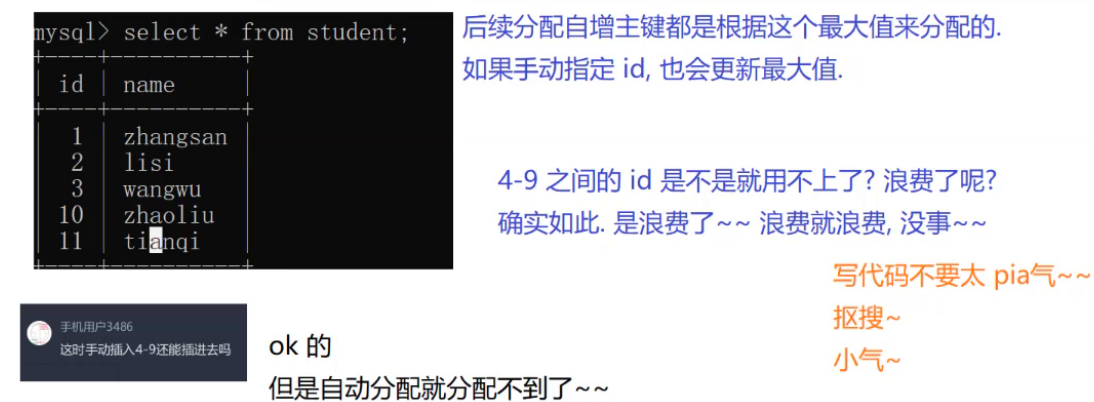 mysql> select * from student;
+----+----------+
| id | name     |
+----+----------+
|  1 | zhangsan |
|  2 | lisi     |
|  3 | wangwu   |
| 10 | zhaoliu  |
| 11 | tianqi   |
+----+----------+
后续分配自增主键都是根据这个最大值来分配的.
如果手动指定 id, 也会更新最大值.
4-9 之间的 id 是不是就用不上了? 浪费了呢?
确实如此. 是浪费了~~ 浪费就浪费, 没事~~
写代码不要太 pia气~~
抠搜~
小气~
手机用户3486
这时手动插入4-9还能插进去吗
ok 的
但是自动分配就分配不到了~~